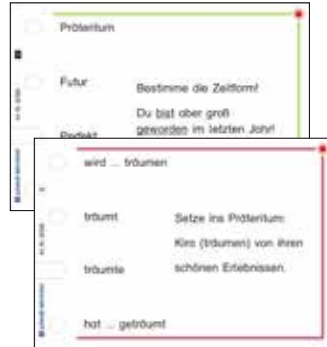 Präteritum
Futur
Bestimme die Zeitform!
Du bist aber groß
geworden im letzten Jahr!
Perfekt
wird ... träumen
träumt
Setze ins Präteritum:
Kira (träumen) von ihren
träumte
schönen Erlebnissen.
hat ... geträumt